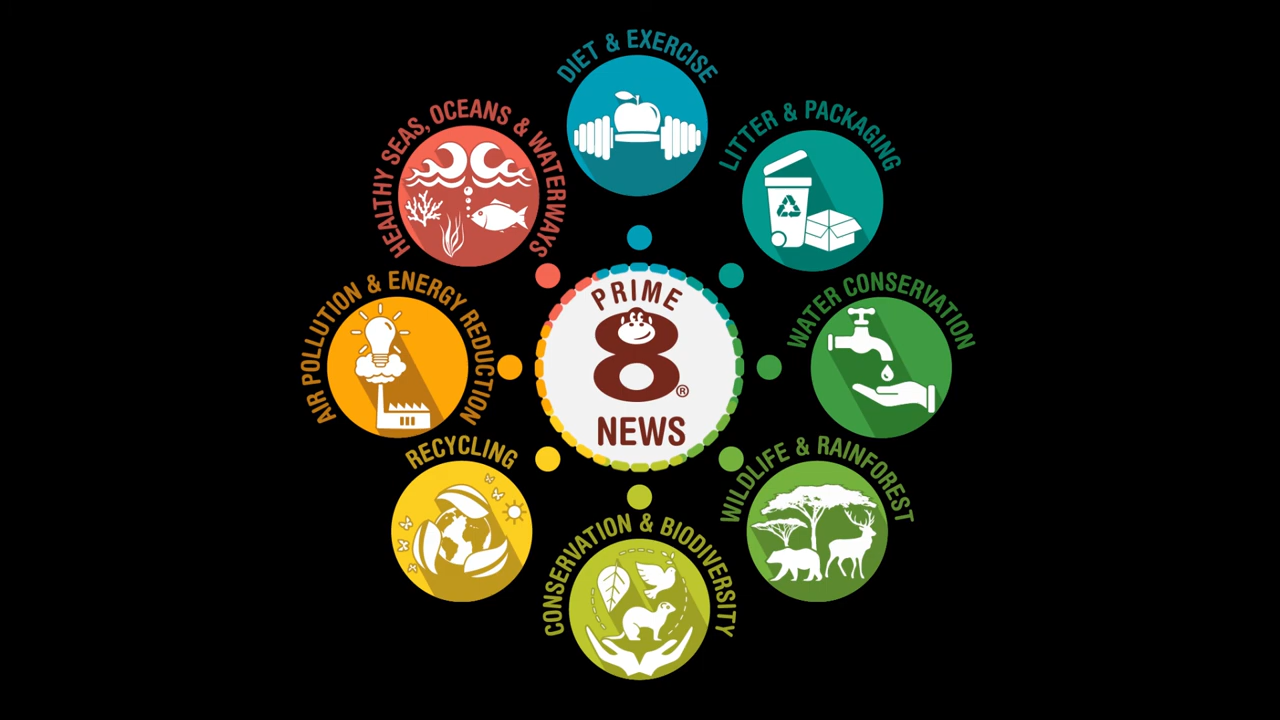 DIET & EXERCISE
LITTER & PACKAGING
WATER CONSERVATION
WILDLIFE & RAINFOREST
CONSERVATION & BIODIVERSITY
RECYCLING
AIR POLLUTION & ENERGY REDUCTION
HEALTHY SEAS, OCEANS & WATERWAYS
PRIME
8®
NEWS